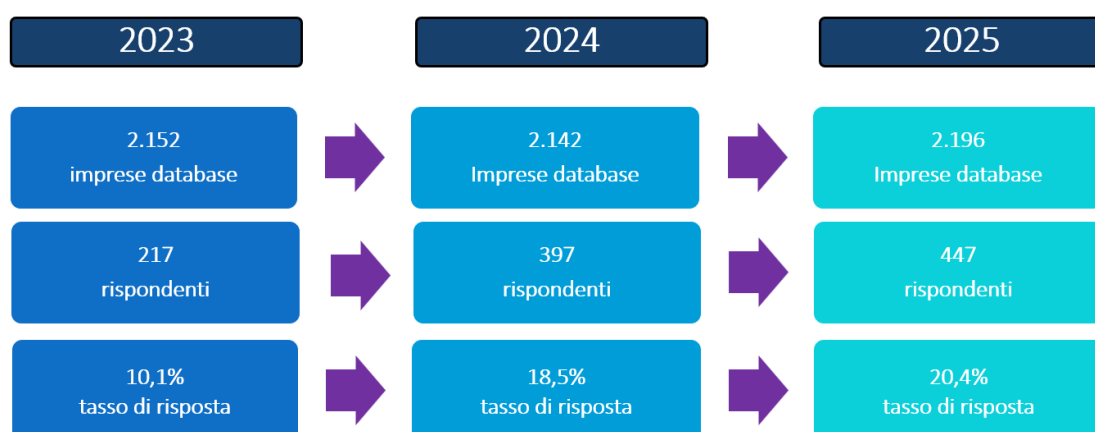 2023
2024
2025
2.152
imprese database
2.142
Imprese database
2.196
Imprese database
217
rispondenti
397
rispondenti
447
rispondenti
10,1%
tasso di risposta
18,5%
tasso di risposta
20,4%
tasso di risposta